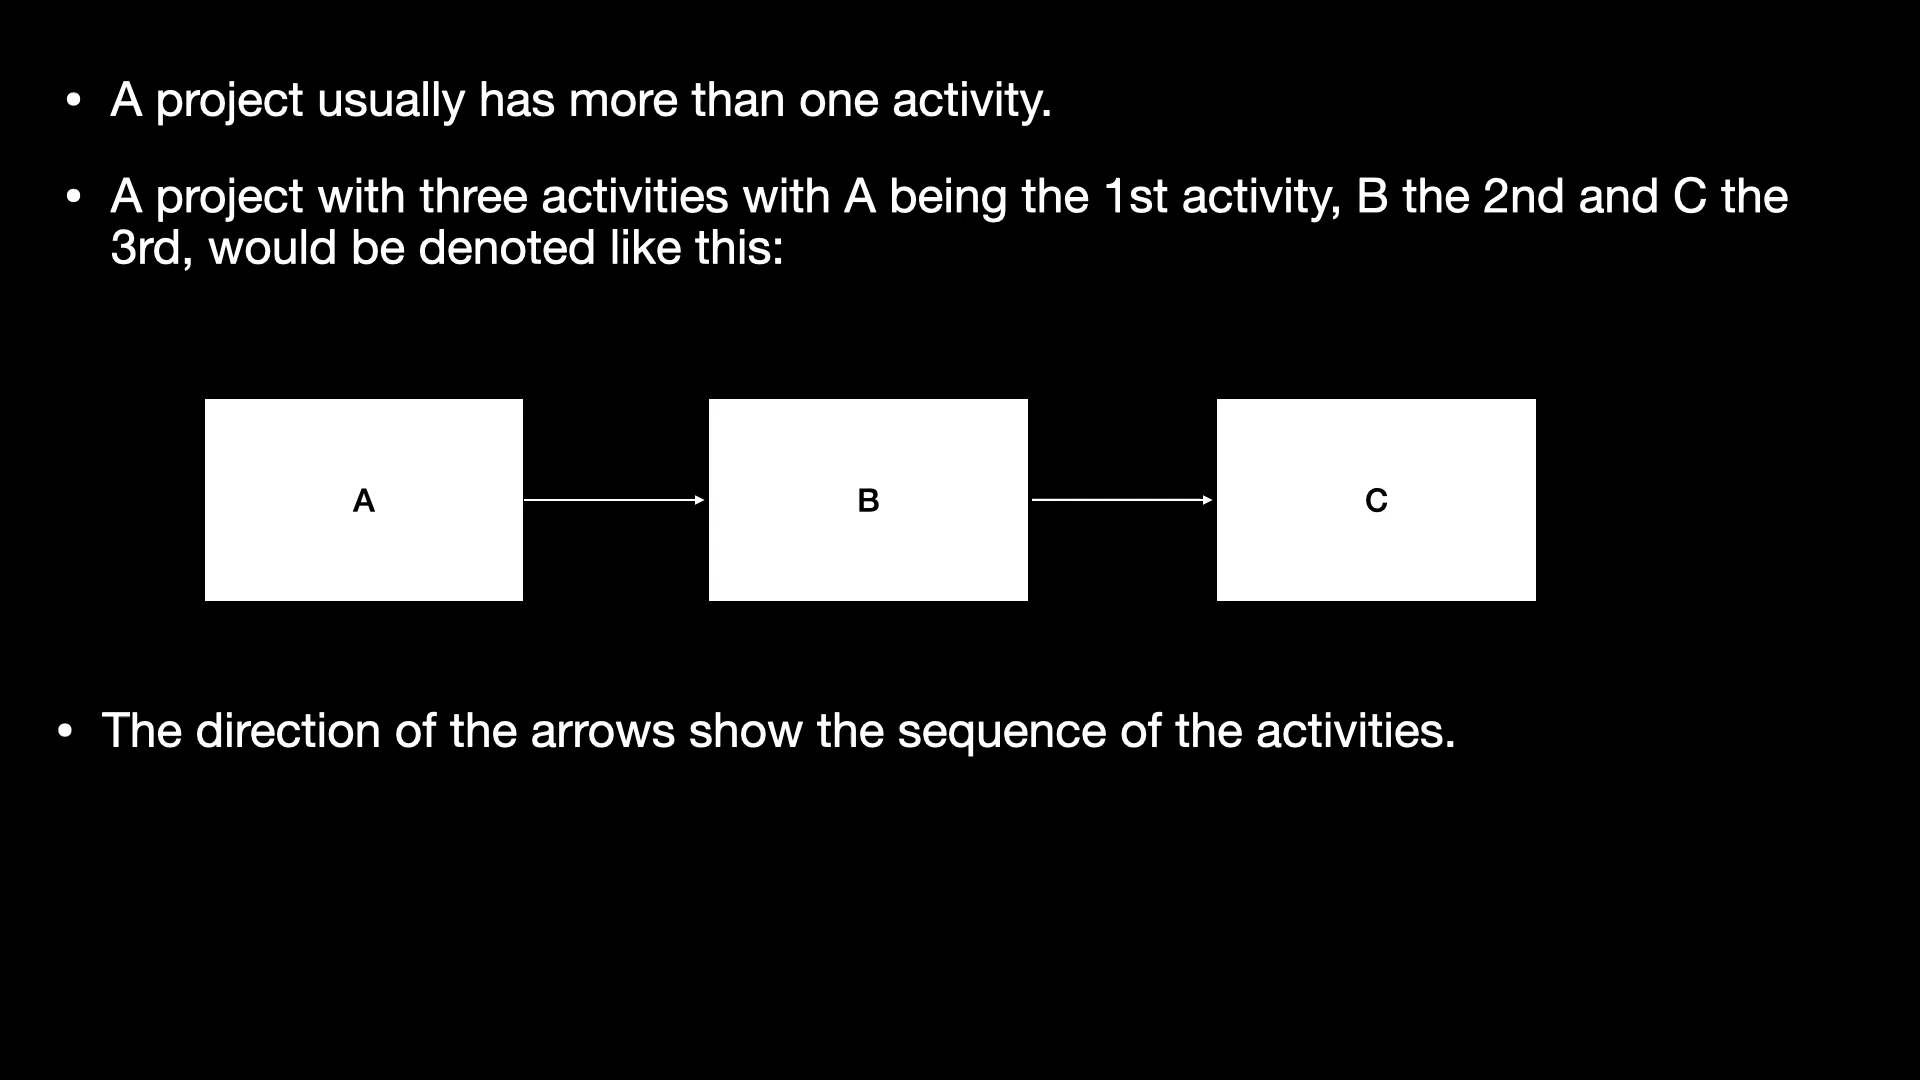 • A project usually has more than one activity.
• A project with three activities with A being the 1st activity, B the 2nd and C the
3rd, would be denoted like this:
A
B
C
• The direction of the arrows show the sequence of the activities.